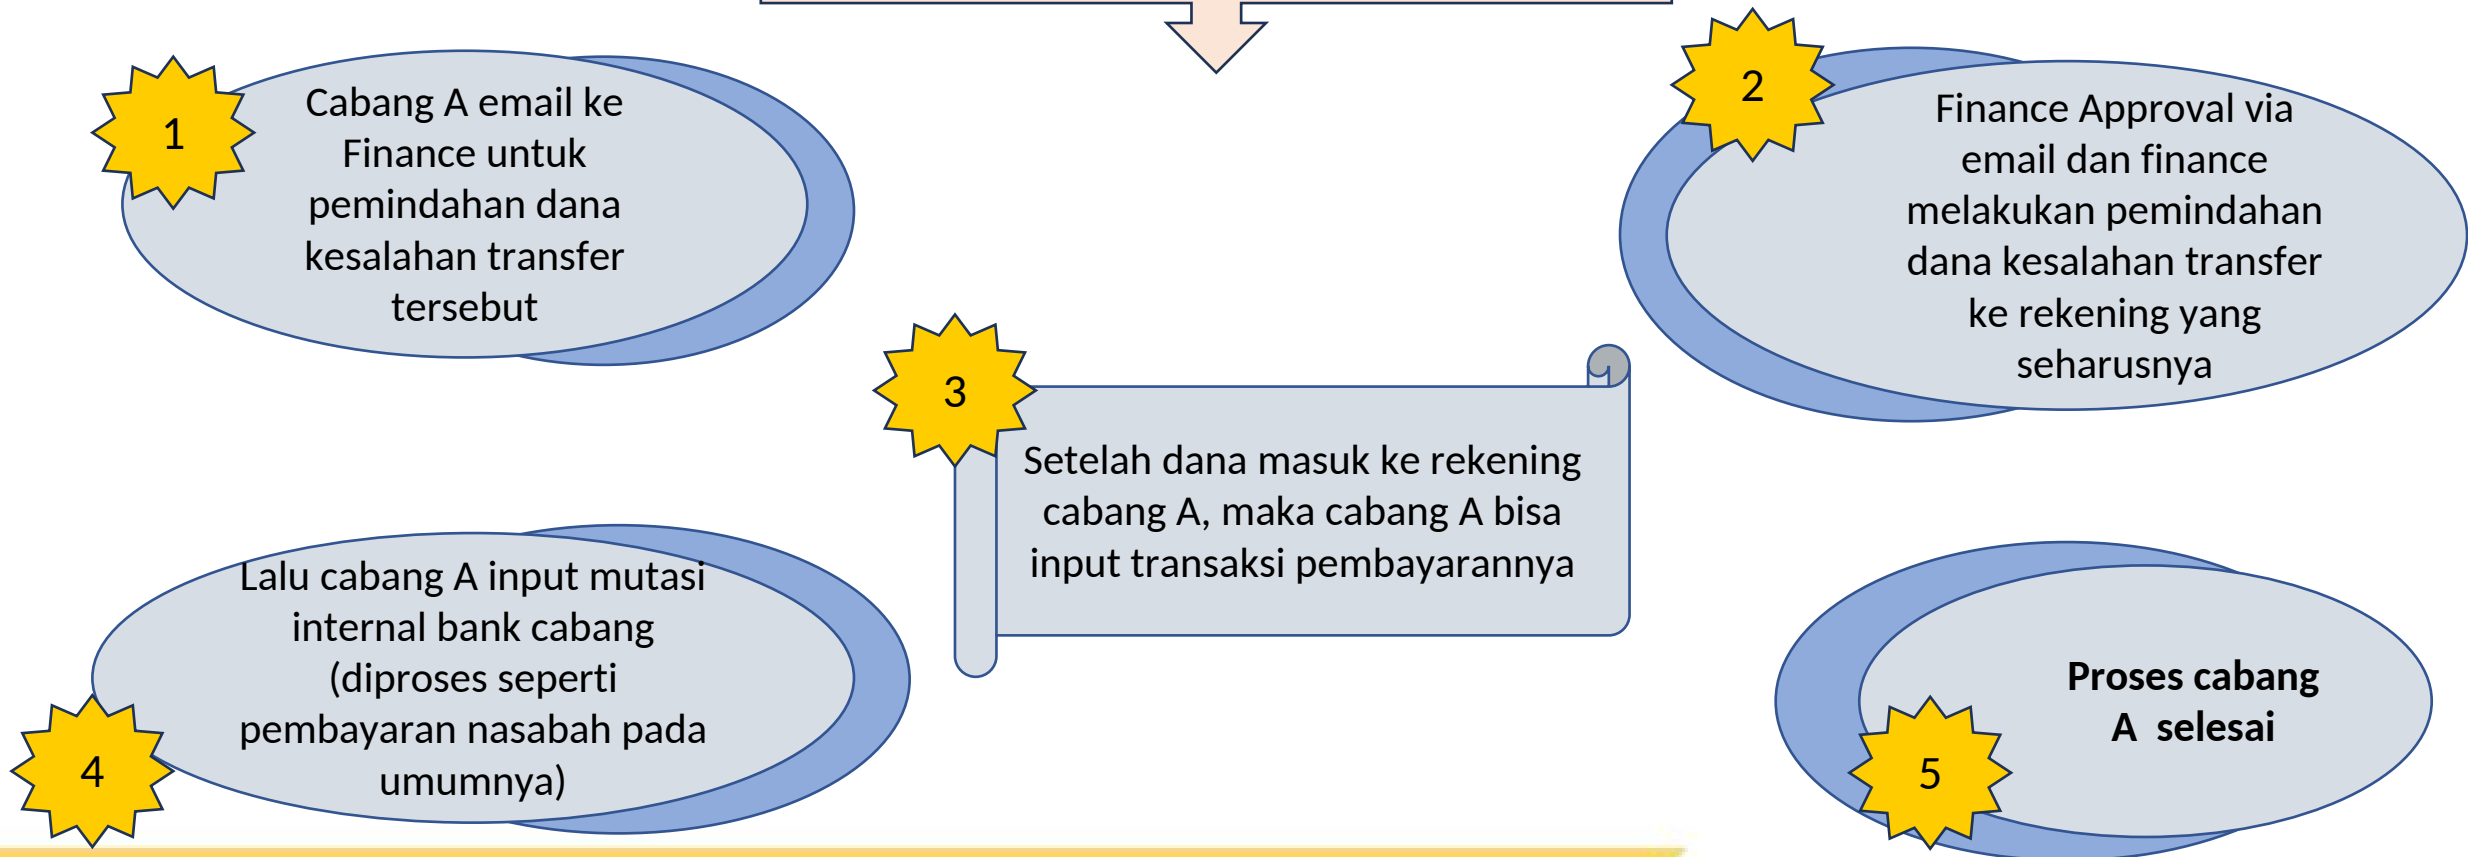 1
Cabang A email ke
Finance untuk
pemindahan dana
kesalahan transfer
tersebut
2
Finance Approval via
email dan finance
melakukan pemindahan
dana kesalahan transfer
ke rekening yang
seharusnya
3
Setelah dana masuk ke rekening
cabang A, maka cabang A bisa
input transaksi pembayarannya
4
Lalu cabang A input mutasi
internal bank cabang
(diproses seperti
pembayaran nasabah pada
umumnya)
5
Proses cabang
A  selesai